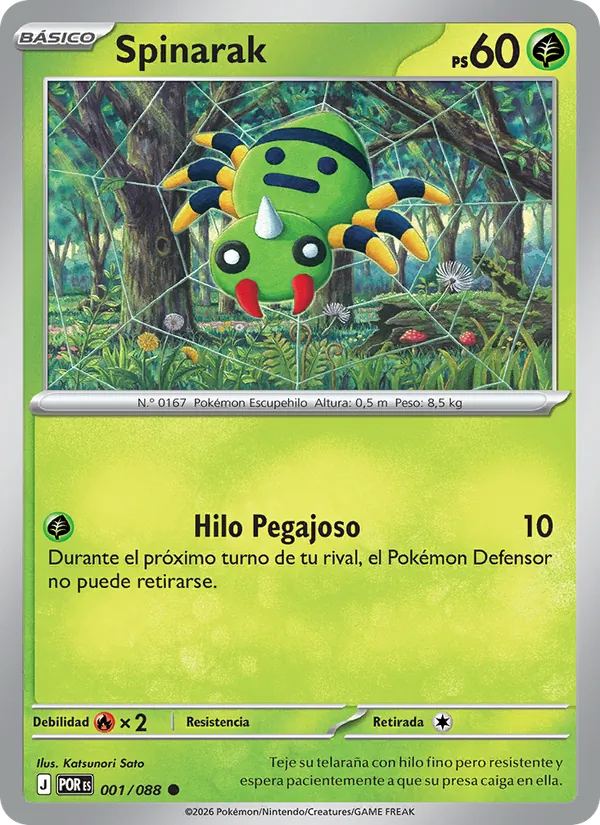 BÁSICO Spinarak PS60
N.º 0167 Pokémon Escupehilo Altura: 0,5 m Peso: 8,5 kg
Hilo Pegajoso 10
Durante el próximo turno de tu rival, el Pokémon Defensor
no puede retirarse.
Debilidad ×2 Resistencia Retirada
Ilus. Katsunori Sato
Teje su telaraña con hilo fino pero resistente y
espera pacientemente a que su presa caiga en ella.
J POR ES 001/088
©2026 Pokémon/Nintendo/Creatures/GAME FREAK